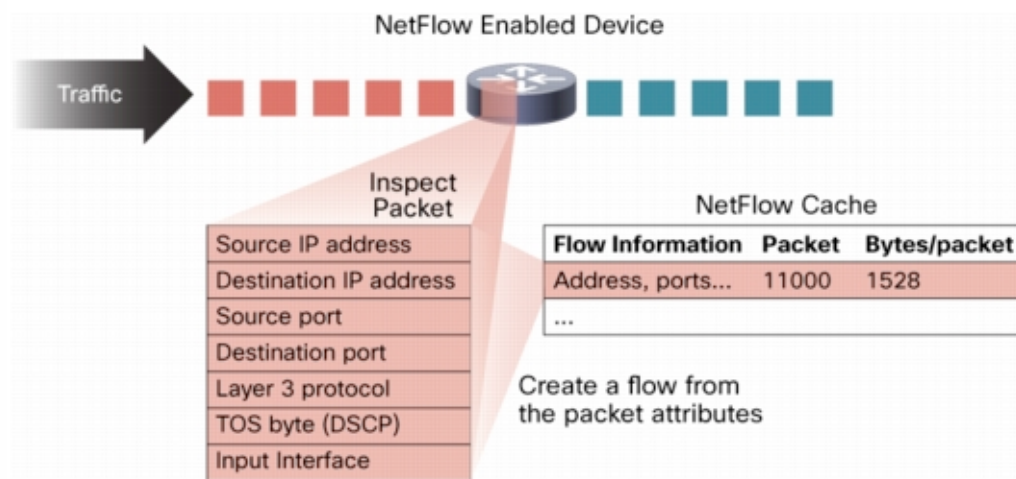 NetFlow Enabled Device
Traffic
Inspect
Packet
Source IP address
Destination IP address
Source port
Destination port
Layer 3 protocol
TOS byte (DSCP)
Input Interface
NetFlow Cache
Flow Information Packet Bytes/packet
Address, ports... 11000 1528
...
Create a flow from
the packet attributes